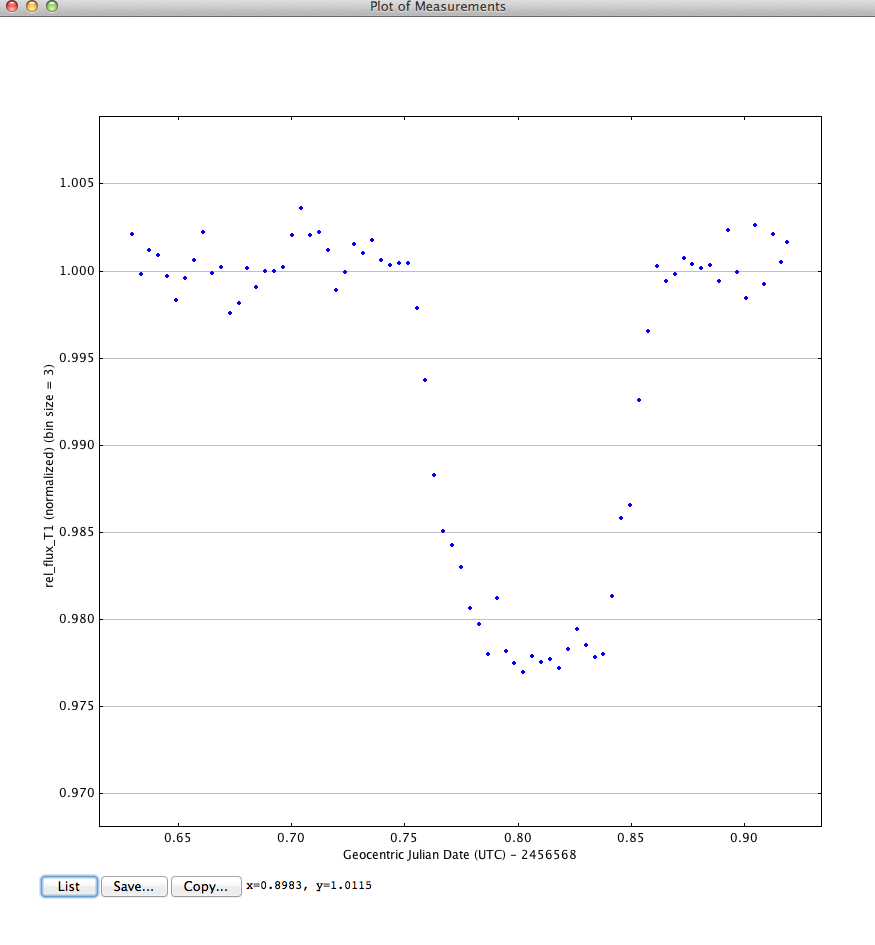 Plot of Measurements
1.005
1.000
0.995
0.990
0.985
0.980
0.975
0.970
rel_flux_T1 (normalized) (bin size = 3)
0.65 0.70 0.75 0.80 0.85 0.90
Geocentric Julian Date (UTC) - 2456568
List Save... Copy... x=0.8983, y=1.0115